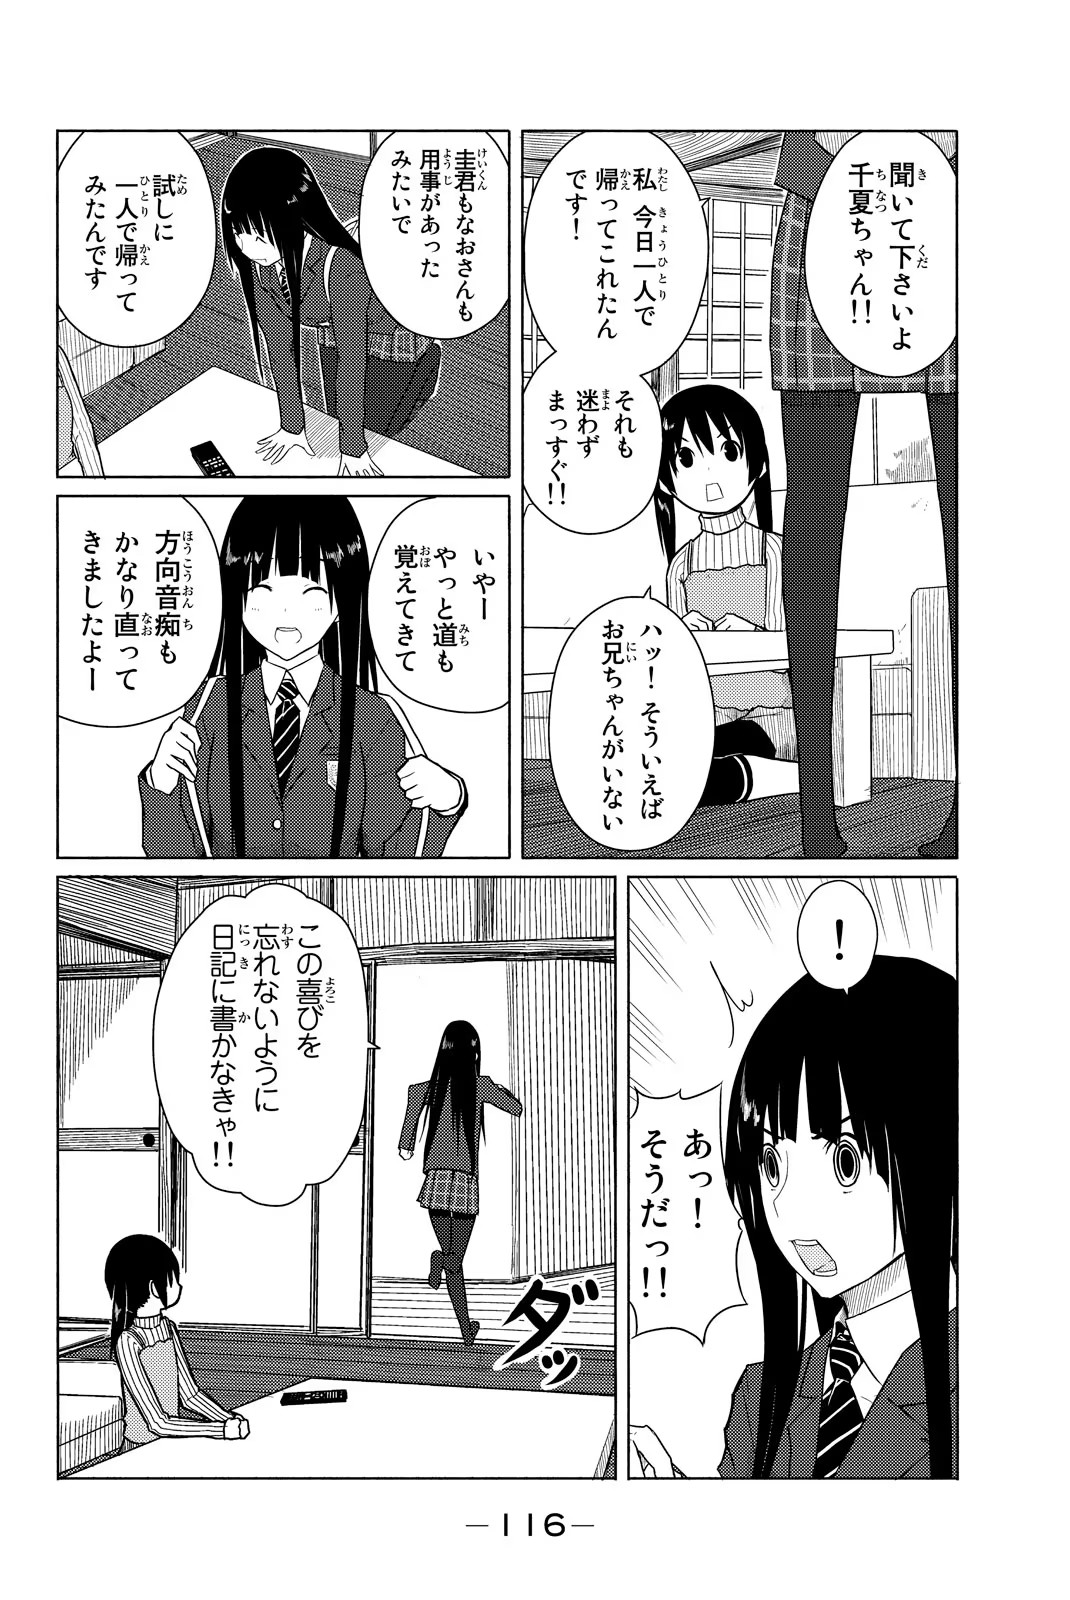 聞いて下さいよ
千夏ちゃん!!
私 今日一人で
帰ってこれたん
です!
それも
迷わず
まっすぐ!!
ハッ! そういえば
お兄ちゃんがいない
圭君もなおさんも
用事があった
みたいで
試しに
一人で帰って
みたんです
いやー
やっと道も
覚えてきて
方向音痴も
かなり直って
きましたよー
!
あっ!
そうだっ!!
この喜びを
忘れないように
日記に書かなきゃ!!
ダッ
—116—